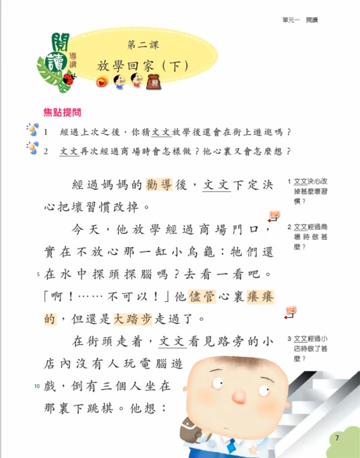 單元一 閱讀
閱讀
導讀
第二課
放學回家(下)
焦點提問
1 經過上次之後,你猜文文放學後還會在街上逗遛嗎?
2 文文再次經過商場時會怎樣做?他心裏又會怎麼想?
經過媽媽的勸導後,文文下定決
心把壞習慣改掉。
今天,他放學經過商場門口,
實在不放心那一缸小烏龜:牠們還
5 在水中探頭探腦嗎?去看一看吧。
「啊!……不可以!」他儘管心裏癢癢
的,但還是大踏步走過了。
在街頭走着,文文看見路旁的小
店內沒有人玩電腦遊
10 戲,倒有三個人坐在
那裏下跳棋。他想:
1 文文決心改
掉甚麼壞習
慣?
2 文文經過商
場時做甚
麼?
3 文文經過小
店時做了甚
麼?
7